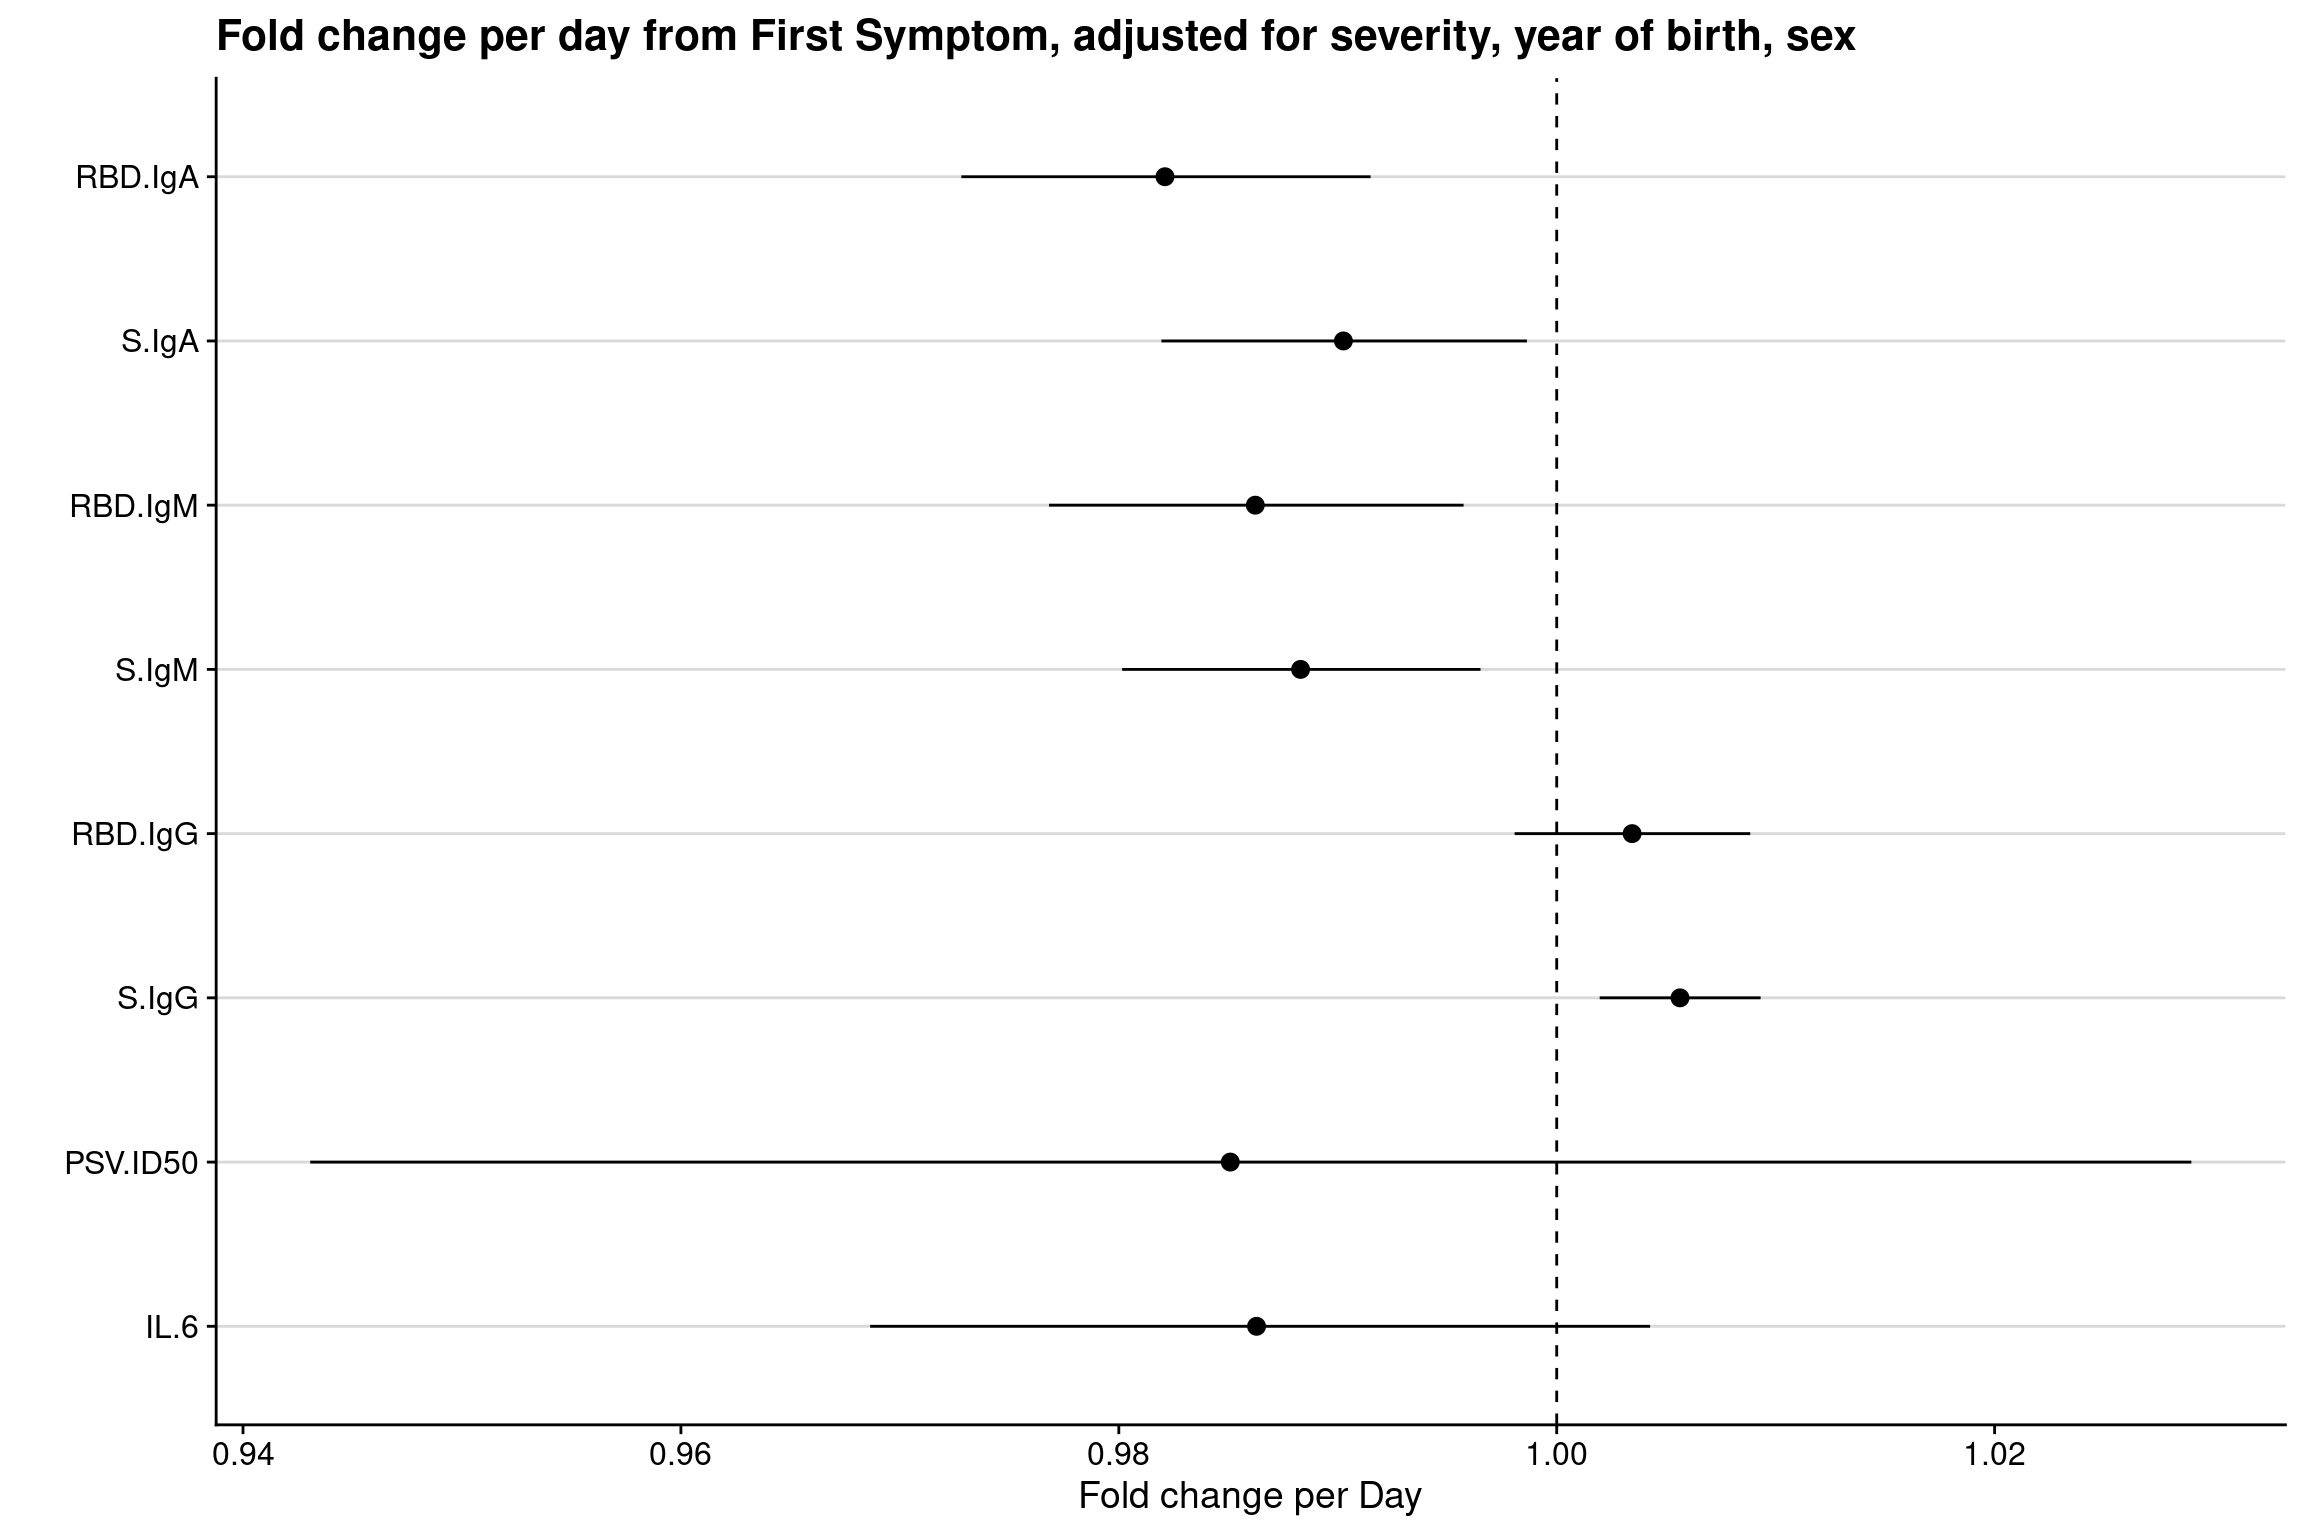 Fold change per day from First Symptom, adjusted for severity, year of birth, sex
RBD.IgA
S.IgA
RBD.IgM
S.IgM
RBD.IgG
S.IgG
PSV.ID50
IL.6
0.94 0.96 0.98 1.00 1.02
Fold change per Day